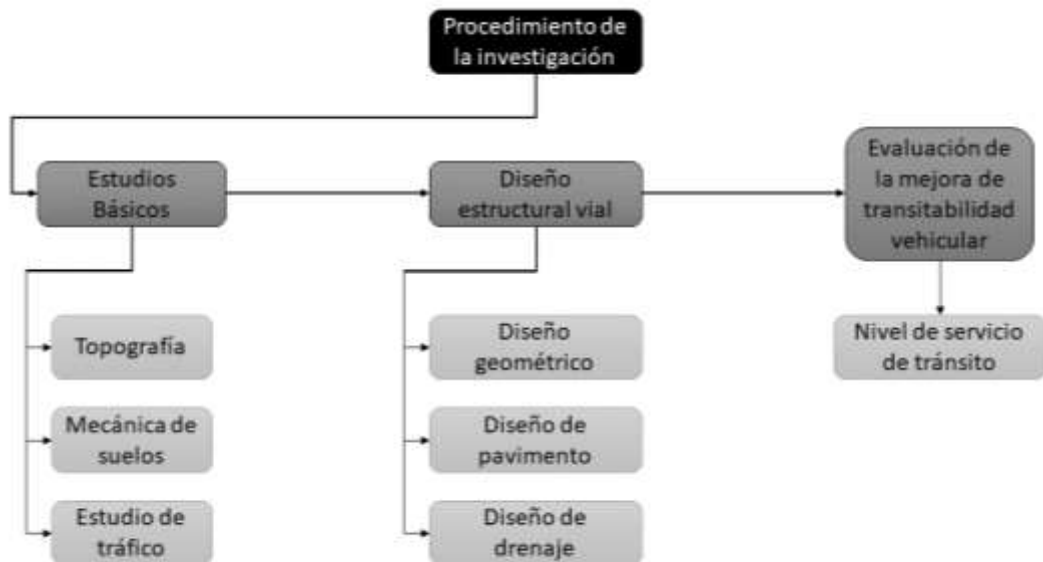 Procedimiento de
la investigación
Estudios
Básicos
Diseño
estructural vial
Evaluación de
la mejora de
transitabilidad
vehicular
Topografía
Mecánica de
suelos
Estudio de
tráfico
Diseño
geométrico
Diseño de
pavimento
Diseño de
drenaje
Nivel de servicio
de tránsito